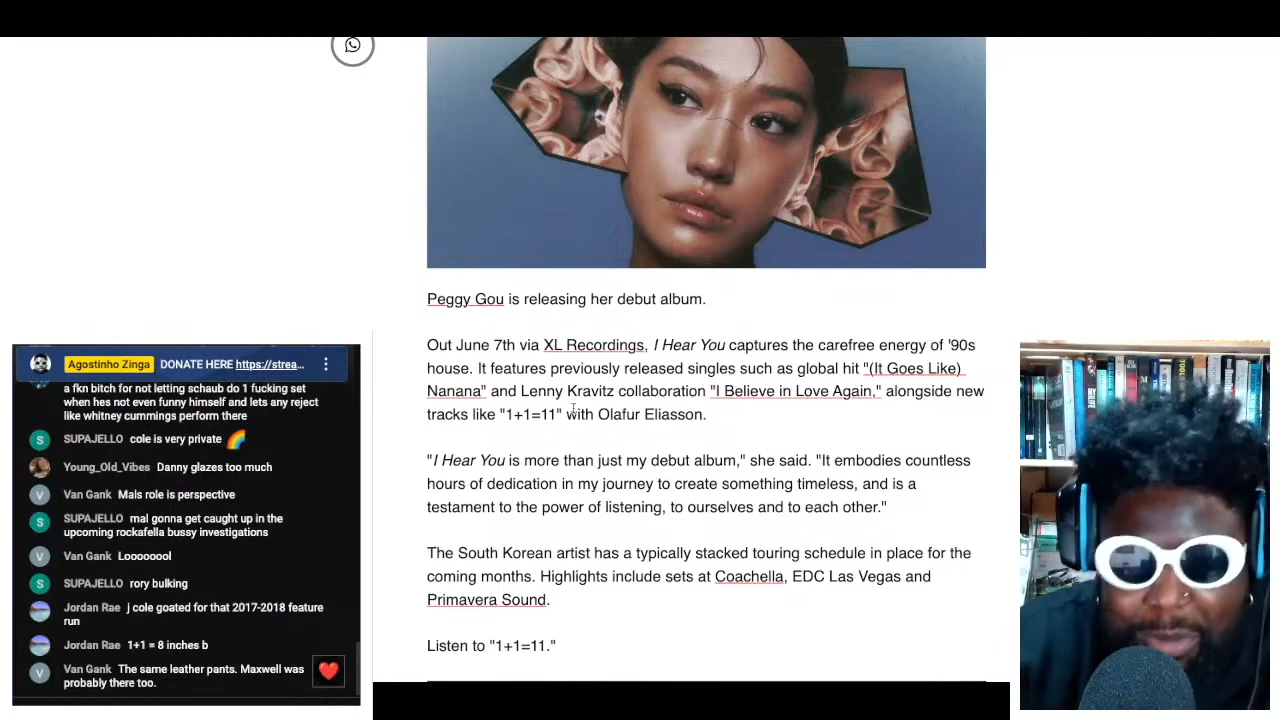 Peggy Gou is releasing her debut album.
Out June 7th via XL Recordings, I Hear You captures the carefree energy of '90s
house. It features previously released singles such as global hit "(It Goes Like)
Nanana" and Lenny Kravitz collaboration "I Believe in Love Again," alongside new
tracks like "1+1=11" with Olafur Eliasson.
"I Hear You is more than just my debut album," she said. "It embodies countless
hours of dedication in my journey to create something timeless, and is a
testament to the power of listening, to ourselves and to each other."
The South Korean artist has a typically stacked touring schedule in place for the
coming months. Highlights include sets at Coachella, EDC Las Vegas and
Primavera Sound.
Listen to "1+1=11."
Agostinho Zinga DONATE HERE https://strea...
a fkn bitch for not letting schaub do 1 fucking set
when hes not even funny himself and lets any reject
like whitney cummings perform there
S SUPAJELLO cole is very private 🌈
Young_Old_Vibes Danny glazes too much
V Van Gank Mals role is perspective
S SUPAJELLO mal gonna get caught up in the
upcoming rockafella bussy investigations
V Van Gank Looooool
S SUPAJELLO rory bulking
Jordan Rae j cole goated for that 2017-2018 feature
run
Jordan Rae 1+1 = 8 inches b
V Van Gank The same leather pants. Maxwell was
probably there too.